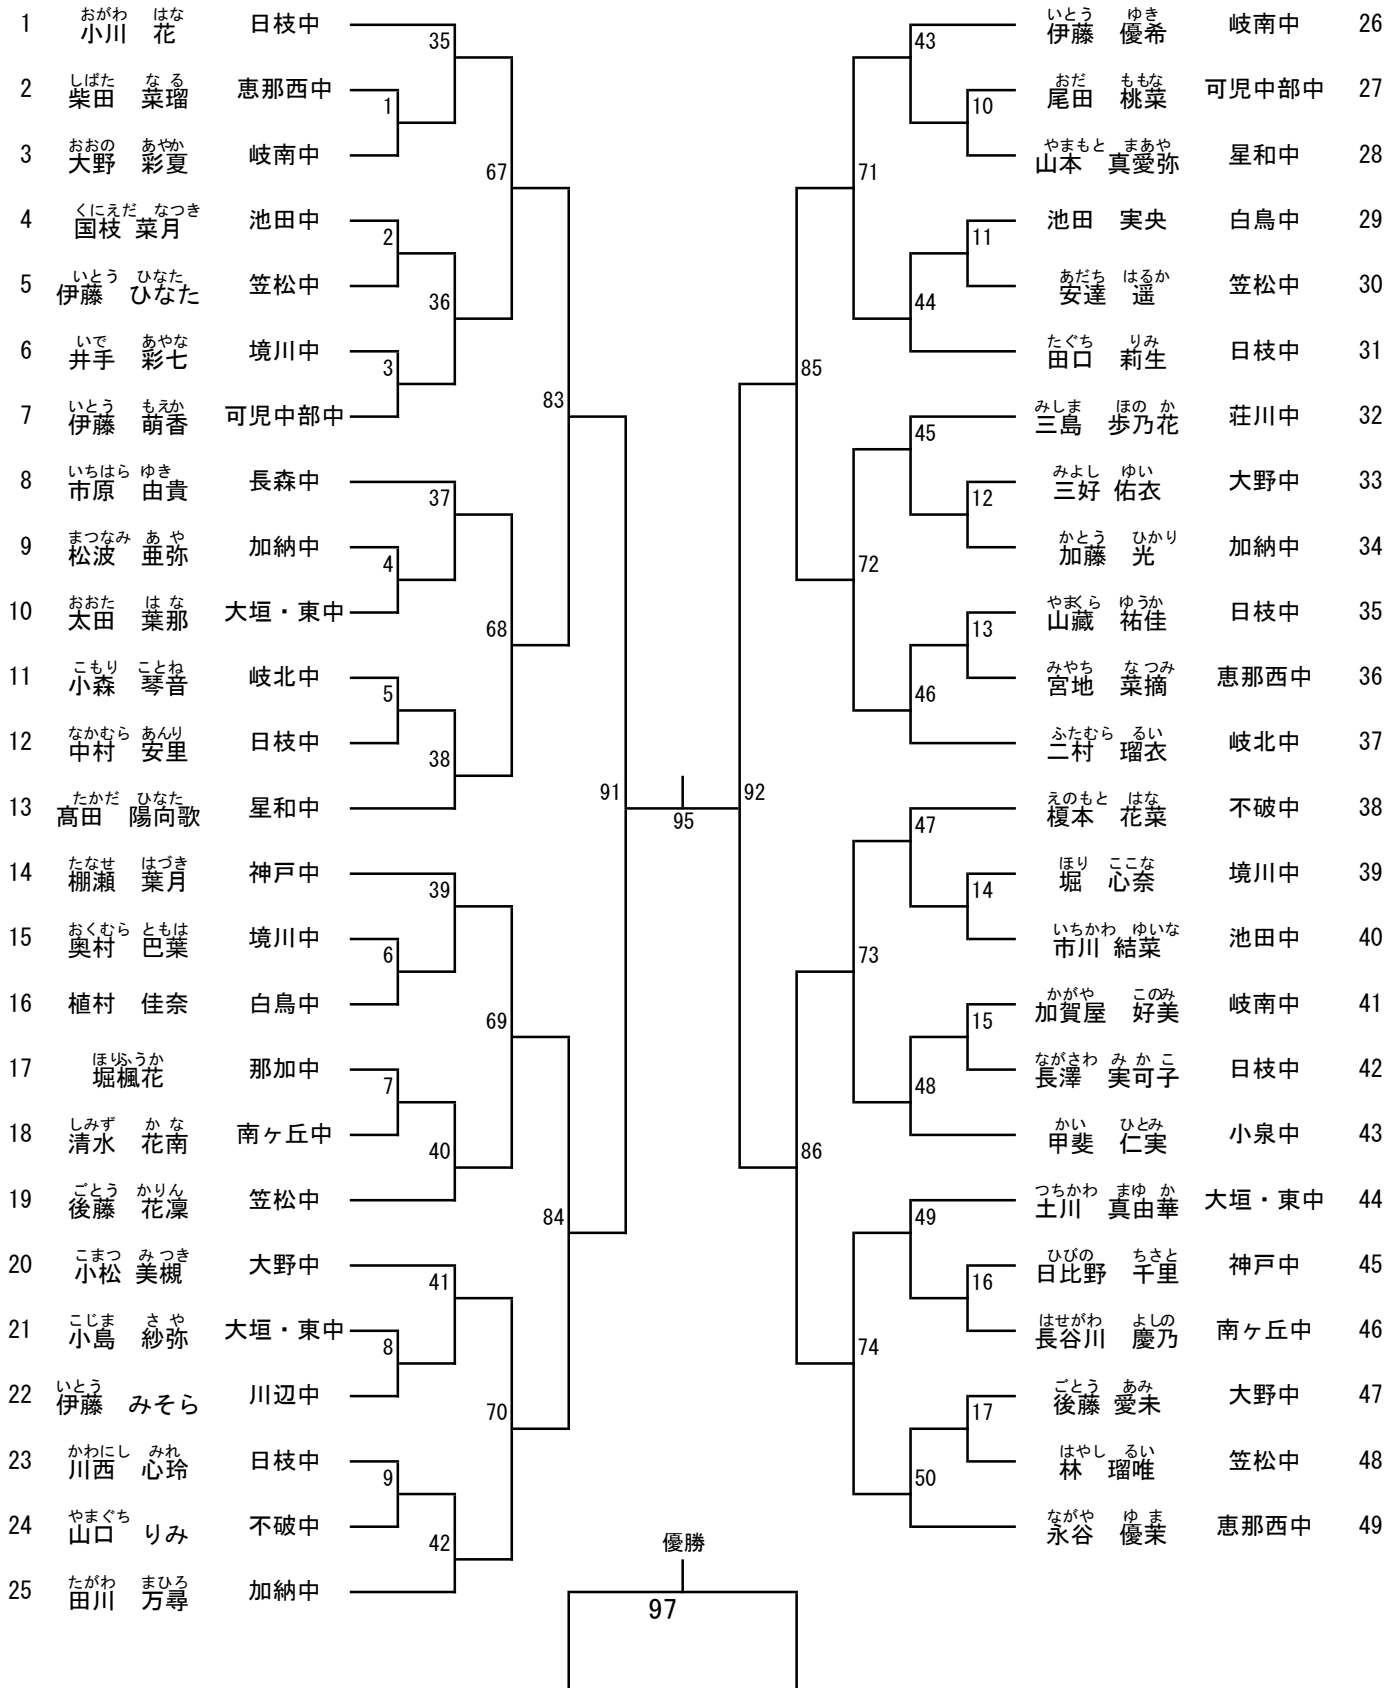 1 小川 花 おがわ はな 日枝中
2 柴田 菜瑠 しばた なる 恵那西中
3 大野 彩夏 おおの あやか 岐南中
4 国枝 菜月 くにえだ なつき 池田中
5 伊藤 ひなた いとう ひなた 笠松中
6 井手 彩七 いで あやな 境川中
7 伊藤 萌香 いとう もえか 可児中部中
8 市原 由貴 いちはら ゆき 長森中
9 松波 亜弥 まつなみ あや 加納中
10 太田 葉那 おおた はな 大垣・東中
11 小森 琴音 こもり ことね 岐北中
12 中村 安里 なかむら あんり 日枝中
13 髙田 陽向歌 たかだ ひなた 星和中
14 棚瀬 葉月 たなせ はづき 神戸中
15 奥村 巴葉 おくむら ともは 境川中
16 植村 佳奈 白鳥中
17 堀楓花 ほりふうか 那加中
18 清水 花南 しみず かな 南ヶ丘中
19 後藤 花凜 ごとう かりん 笠松中
20 小松 美槻 こまつ みつき 大野中
21 小島 紗弥 こじま さや 大垣・東中
22 伊藤 みそら いとう 川辺中
23 川西 心玲 かわにし みれ 日枝中
24 山口 りみ やまぐち 不破中
25 田川 万尋 たがわ まひろ 加納中
35
1
67
2
36
3
83
37
4
68
5
38
91
39
6
69
7
40
84
41
8
70
9
42
95
92
優勝
97
43
10
71
11
44
85
45
12
72
13
46
47
14
73
15
48
86
49
16
74
17
50
伊藤 優希 いとう ゆき 岐南中 26
尾田 桃菜 おだ ももな 可児中部中 27
山本 真愛弥 やまもと まあや 星和中 28
池田 実央 白鳥中 29
安達 遥 あだち はるか 笠松中 30
田口 莉生 たぐち りみ 日枝中 31
三島 歩乃花 みしま ほのか 荘川中 32
三好 佑衣 みよし ゆい 大野中 33
加藤 光 かとう ひかり 加納中 34
山藏 祐佳 やまくら ゆうか 日枝中 35
宮地 菜摘 みやち なつみ 恵那西中 36
二村 瑠衣 ふたむら るい 岐北中 37
榎本 花菜 えのもと はな 不破中 38
堀 心奈 ほり ここな 境川中 39
市川 結菜 いちかわ ゆいな 池田中 40
加賀屋 好美 かがや このみ 岐南中 41
長澤 実可子 ながさわ みかこ 日枝中 42
甲斐 仁実 かい ひとみ 小泉中 43
土川 真由華 つちかわ まゆか 大垣・東中 44
日比野 千里 ひびの ちさと 神戸中 45
長谷川 慶乃 はせがわ よしの 南ヶ丘中 46
後藤 愛未 ごとう あみ 大野中 47
林 瑠唯 はやし るい 笠松中 48
永谷 優茉 ながや ゆま 恵那西中 49